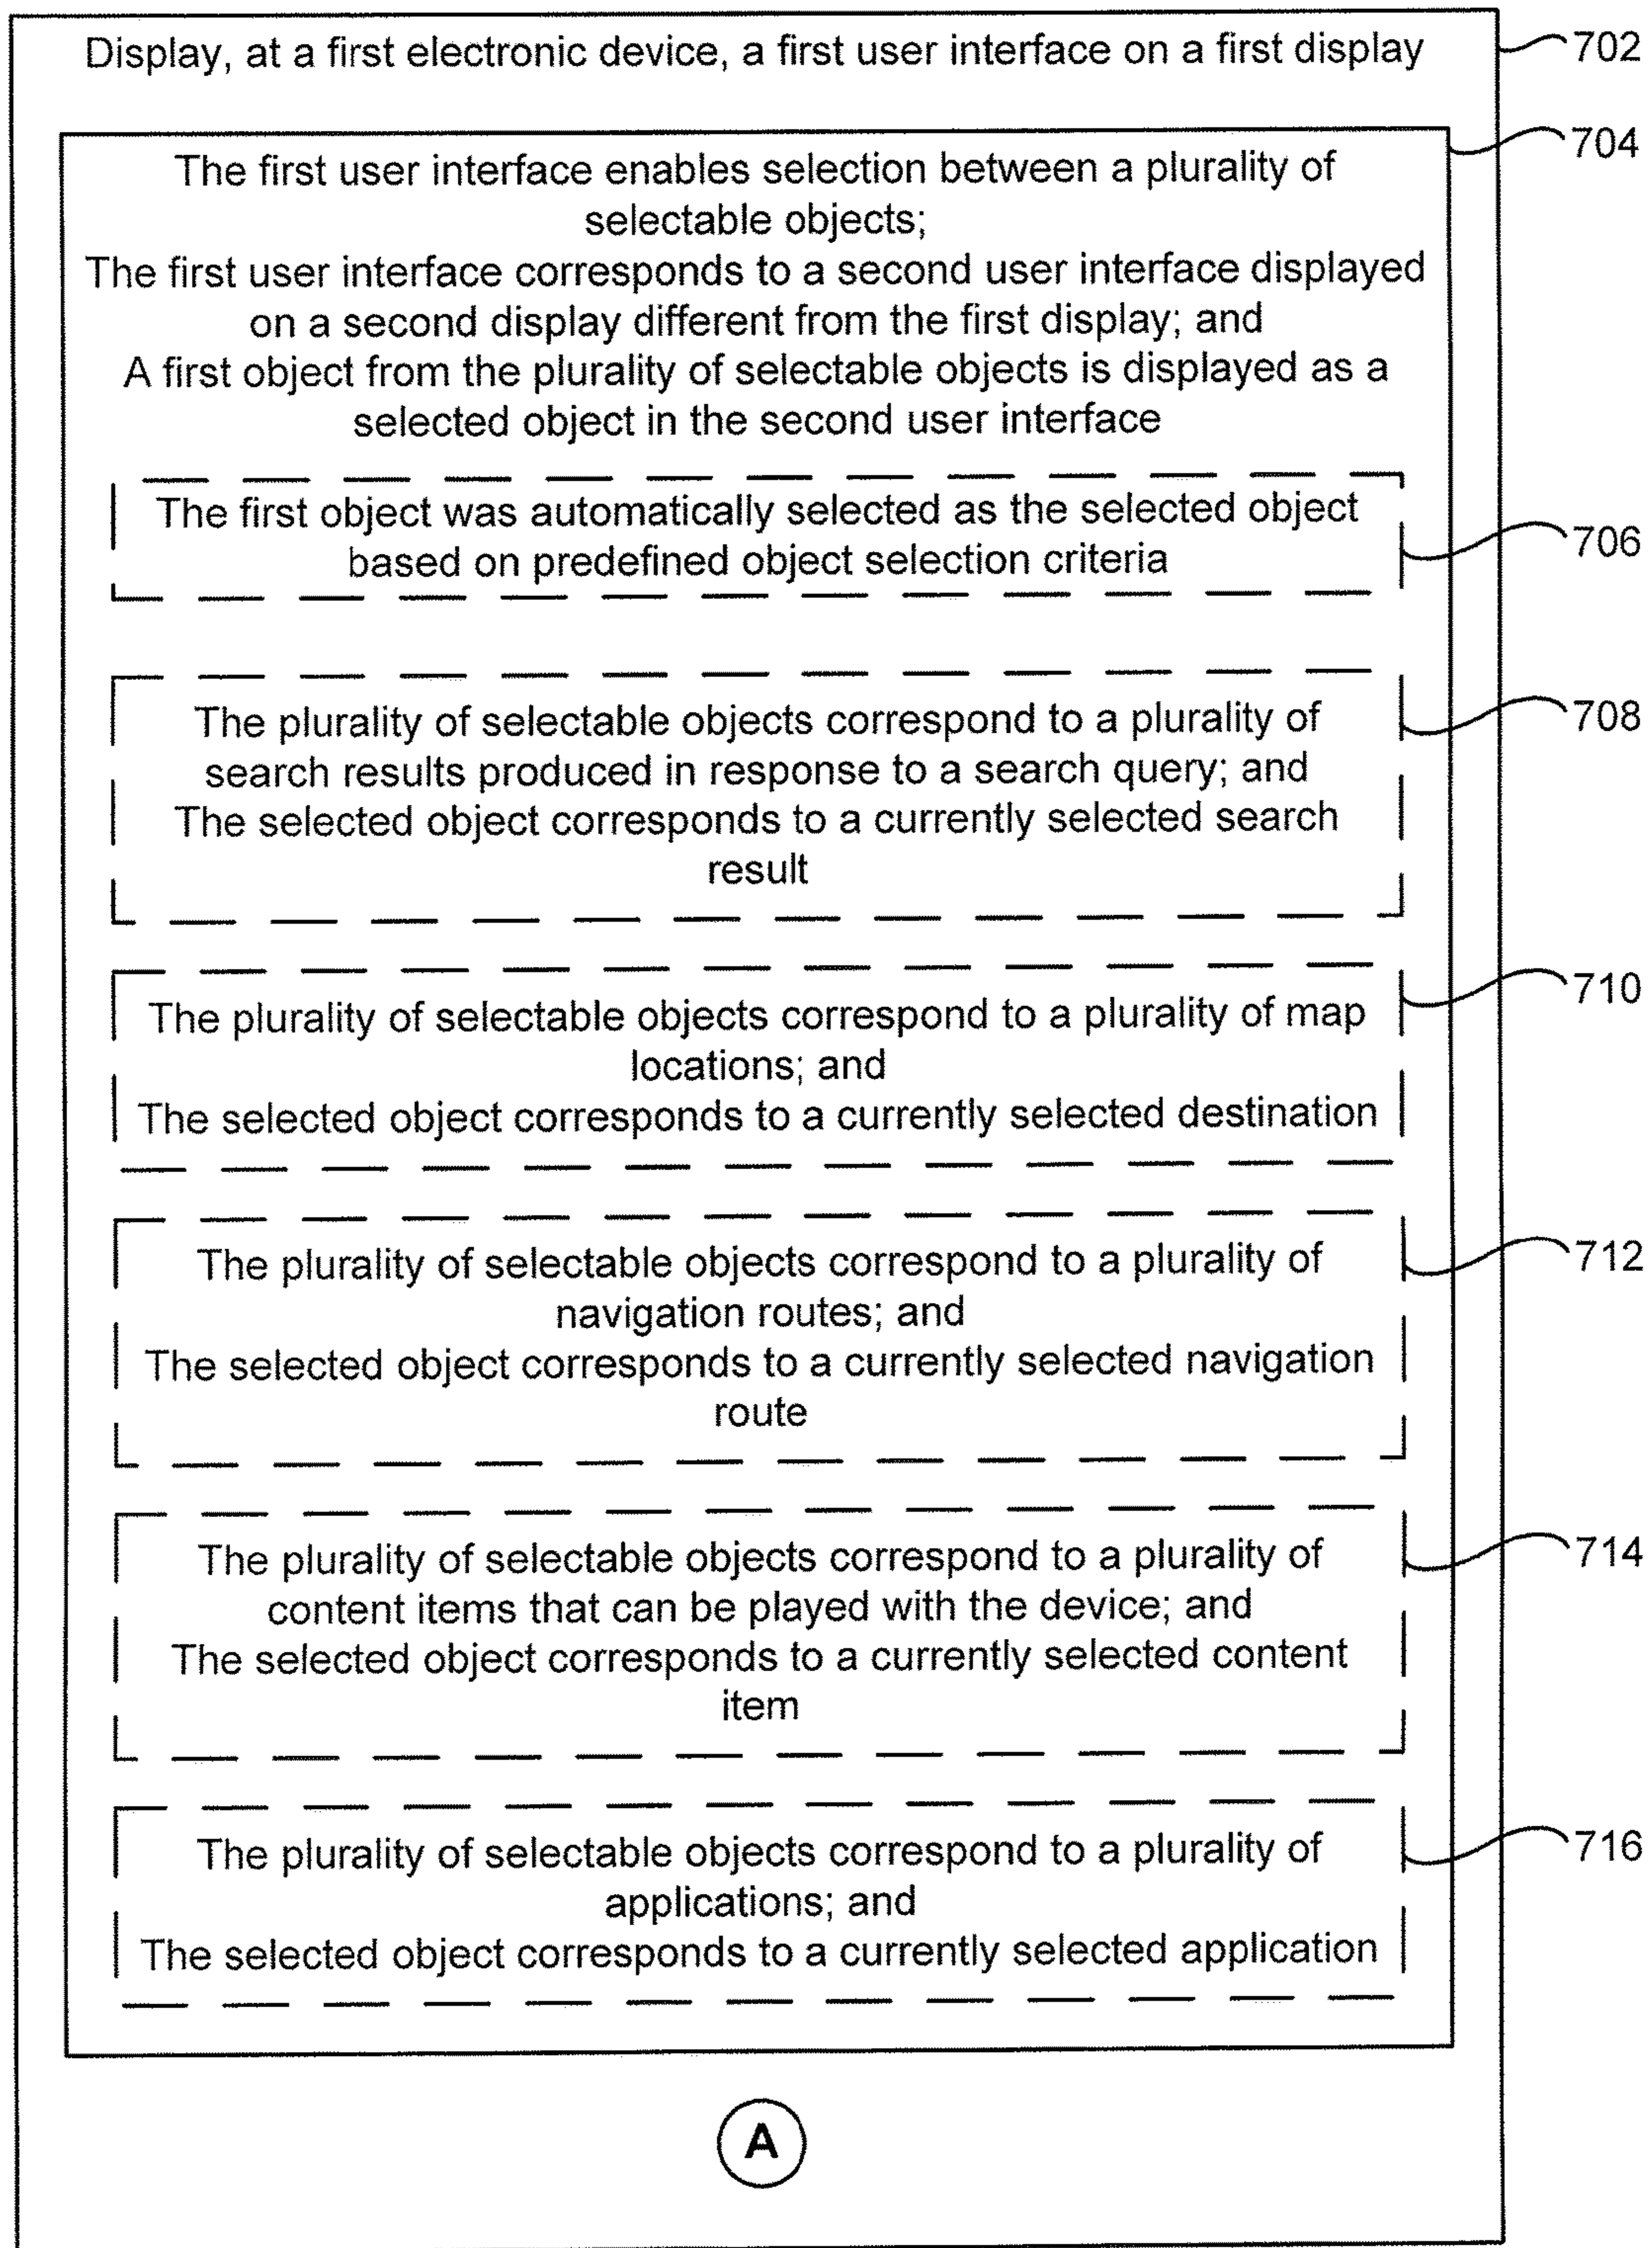 Display, at a first electronic device, a first user interface on a first display
702
704
The first user interface enables selection between a plurality of
selectable objects;
The first user interface corresponds to a second user interface displayed
on a second display different from the first display; and
A first object from the plurality of selectable objects is displayed as a
selected object in the second user interface
The first object was automatically selected as the selected object
based on predefined object selection criteria
706
The plurality of selectable objects correspond to a plurality of
search results produced in response to a search query; and
The selected object corresponds to a currently selected search
result
708
The plurality of selectable objects correspond to a plurality of map
locations; and
The selected object corresponds to a currently selected destination
710
The plurality of selectable objects correspond to a plurality of
navigation routes; and
The selected object corresponds to a currently selected navigation
route
712
The plurality of selectable objects correspond to a plurality of
content items that can be played with the device; and
The selected object corresponds to a currently selected content
item
714
The plurality of selectable objects correspond to a plurality of
applications; and
The selected object corresponds to a currently selected application
716
A